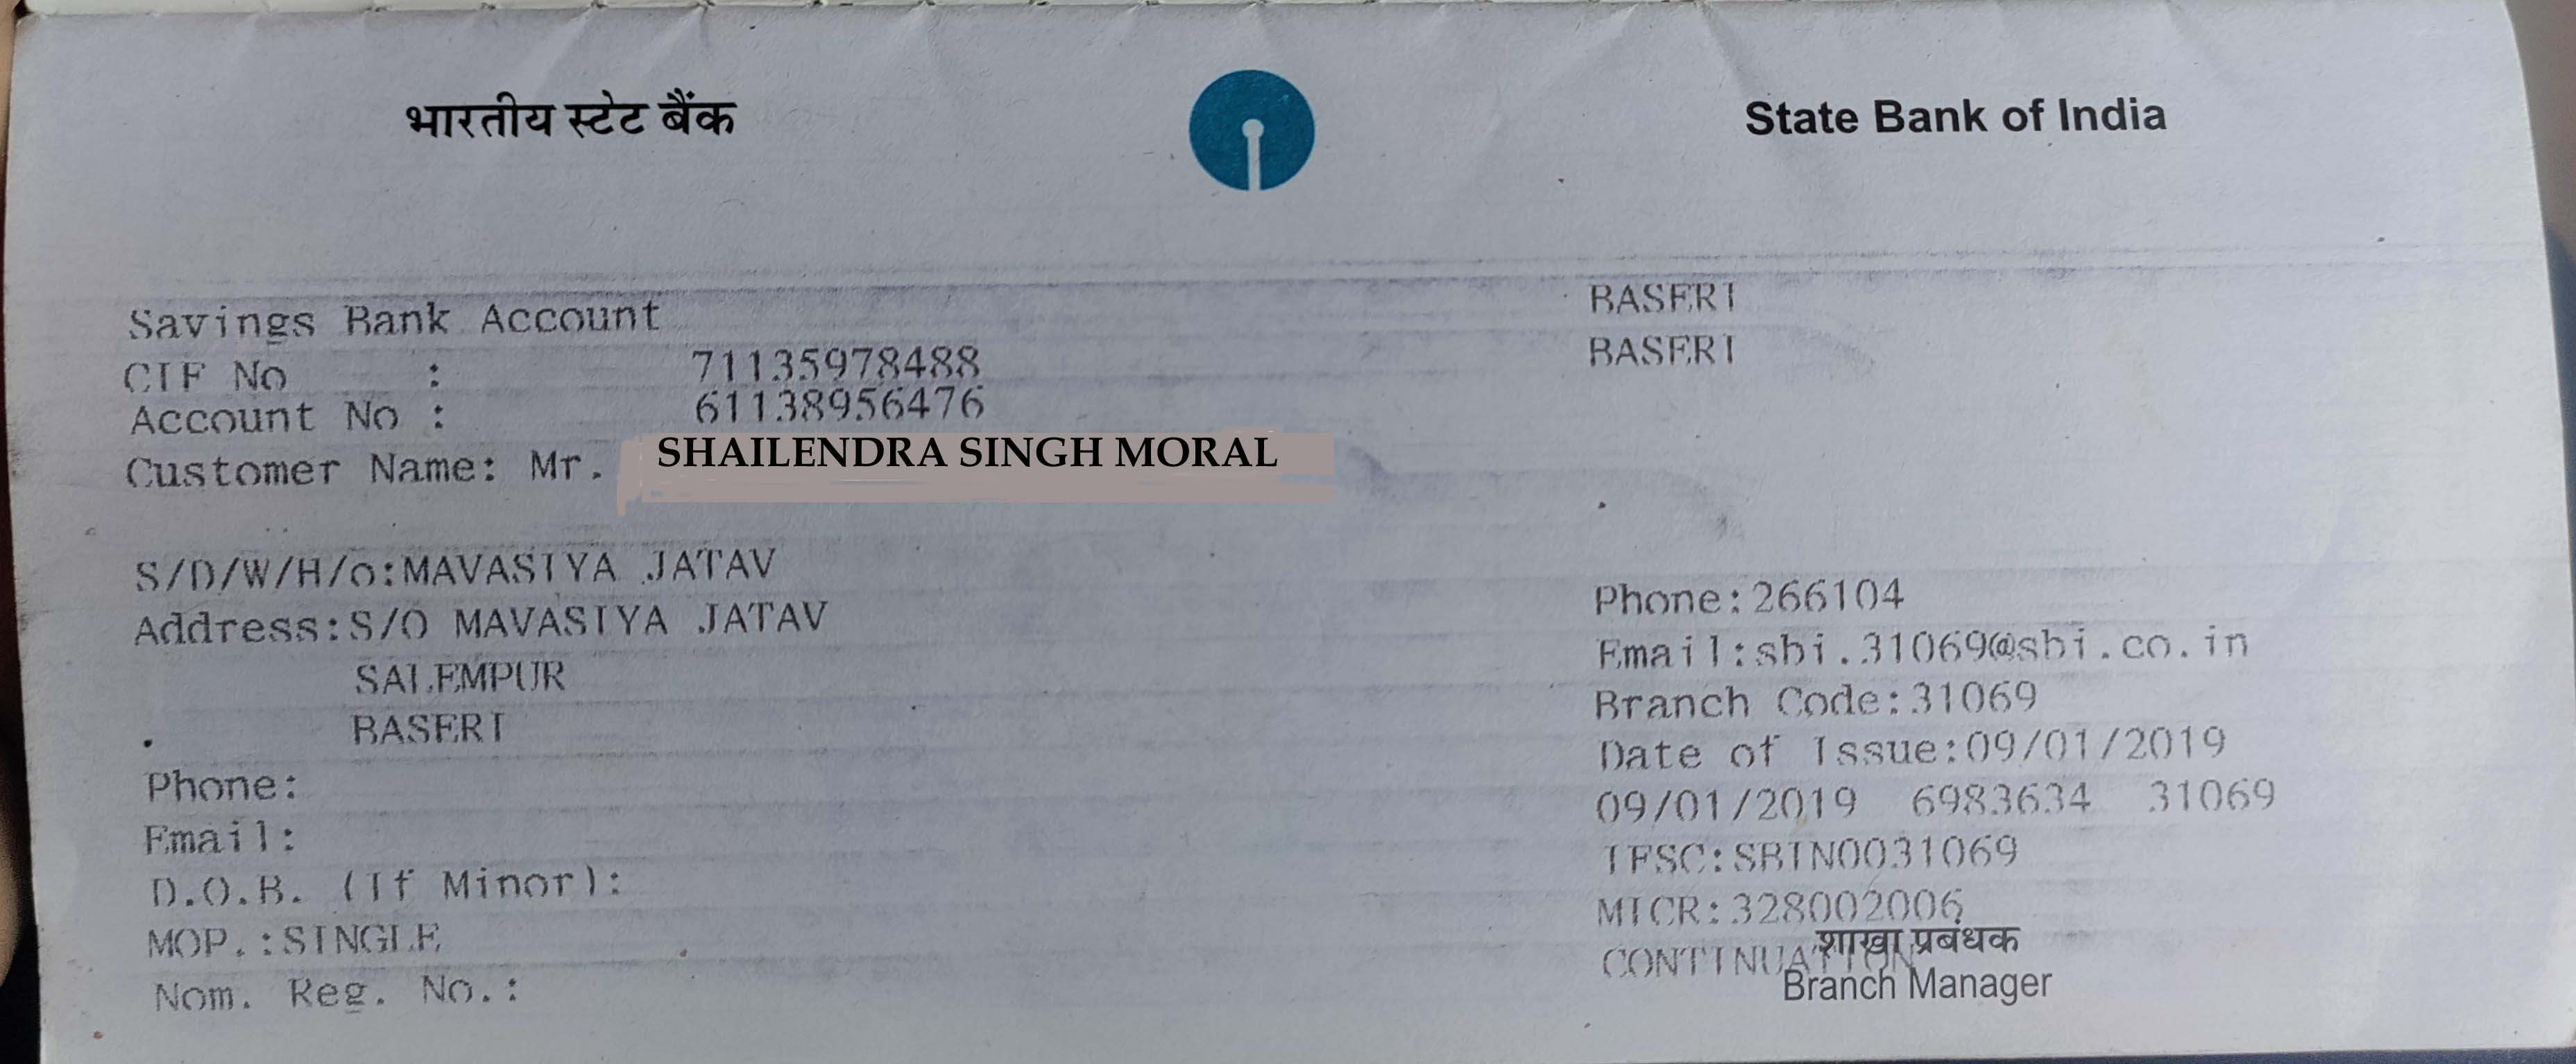 भारतीय स्टेट बैंक
State Bank of India
Savings Bank Account
CIF No : 71135978488
Account No : 61138956476
Customer Name: Mr. SHAILENDRA SINGH MORAL
S/D/W/H/o:MAVASIYA JATAV
Address:S/O MAVASIYA JATAV
SALEMPUR
BASERI
Phone:
Email:
D.O.B. (If Minor):
MOP.:SINGLE
Nom. Reg. No.:
BASERI
BASERI
Phone:266104
Email:sbi.31069@sbi.co.in
Branch Code:31069
Date of Issue:09/01/2019
09/01/2019 6983634 31069
IFSC:SBIN0031069
MICR:328002006
CONTINUATION
शाखा प्रबंधक
Branch Manager